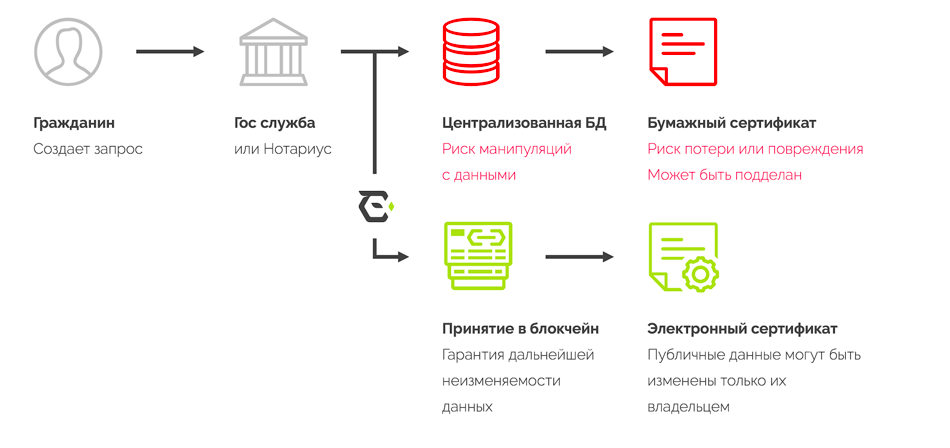 Гражданин
Создает запрос
Гос служба
или Нотариус
Централизованная БД
Риск манипуляций
с данными
Бумажный сертификат
Риск потери или повреждения
Может быть подделан
Принятие в блокчейн
Гарантия дальнейшей
неизменяемости
данных
Электронный сертификат
Публичные данные могут быть
изменены только их
владельцем